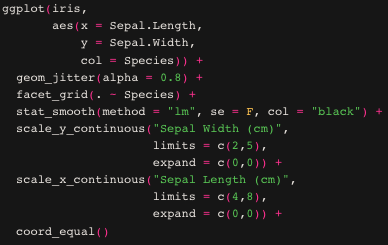 ggplot(iris,
       aes(x = Sepal.Length,
           y = Sepal.Width,
           col = Species)) +
  geom_jitter(alpha = 0.8) +
  facet_grid(. ~ Species) +
  stat_smooth(method = "lm", se = F, col = "black") +
  scale_y_continuous("Sepal Width (cm)",
                     limits = c(2,5),
                     expand = c(0,0)) +
  scale_x_continuous("Sepal Length (cm)",
                     limits = c(4,8),
                     expand = c(0,0)) +
  coord_equal()